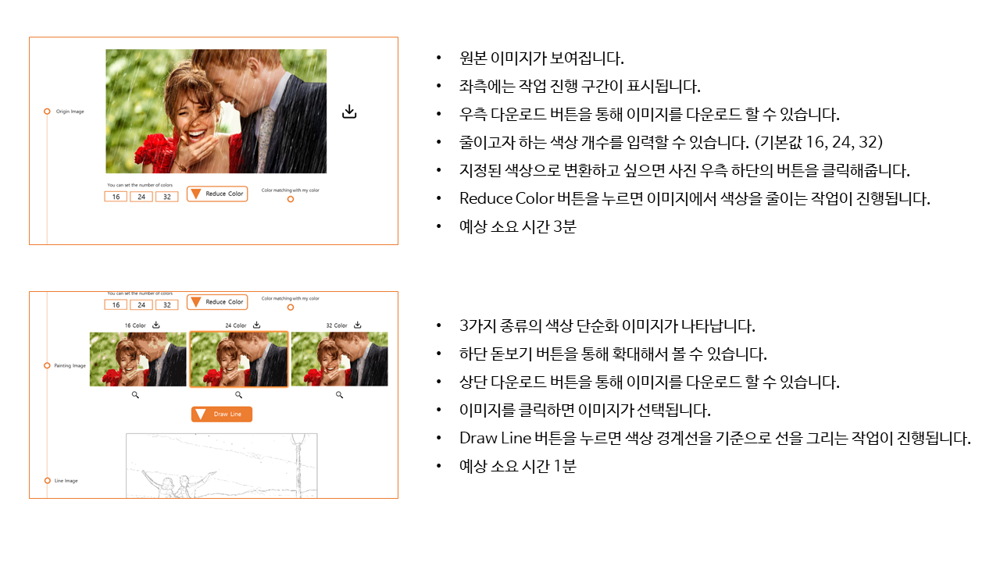 Origin Image
You can set the number of colors
16 24 32
Reduce Color
Color matching with my color
• 원본 이미지가 보여집니다.
• 좌측에는 작업 진행 구간이 표시됩니다.
• 우측 다운로드 버튼을 통해 이미지를 다운로드 할 수 있습니다.
• 줄이고자 하는 색상 개수를 입력할 수 있습니다. (기본값 16, 24, 32)
• 지정된 색상으로 변환하고 싶으면 사진 우측 하단의 버튼을 클릭해줍니다.
• Reduce Color 버튼을 누르면 이미지에서 색상을 줄이는 작업이 진행됩니다.
• 예상 소요 시간 3분
You can set the number of colors
16 24 32
Reduce Color
Color matching with my color
16 Color
24 Color
32 Color
Painting Image
Draw Line
Line Image
• 3가지 종류의 색상 단순화 이미지가 나타납니다.
• 하단 돋보기 버튼을 통해 확대해서 볼 수 있습니다.
• 상단 다운로드 버튼을 통해 이미지를 다운로드 할 수 있습니다.
• 이미지를 클릭하면 이미지가 선택됩니다.
• Draw Line 버튼을 누르면 색상 경계선을 기준으로 선을 그리는 작업이 진행됩니다.
• 예상 소요 시간 1분